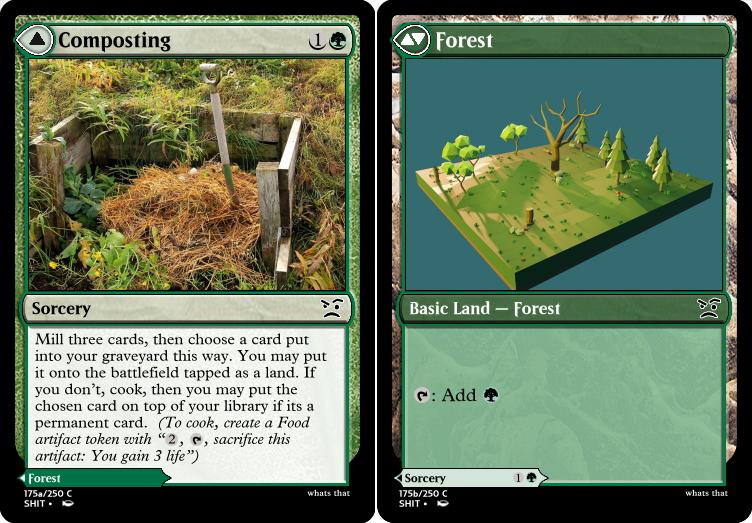 Composting 1
Sorcery
Mill three cards, then choose a card put
into your graveyard this way. You may put
it onto the battlefield tapped as a land. If
you don't, cook, then you may put the
chosen card on top of your library if its a
permanent card. (To cook, create a Food
artifact token with “2, , sacrifice this
artifact: You gain 3 life”)
Forest
175a/250 C
SHIT •
whats that
Forest
Basic Land — Forest
: Add
Sorcery 1
175b/250 C
SHIT •
whats that